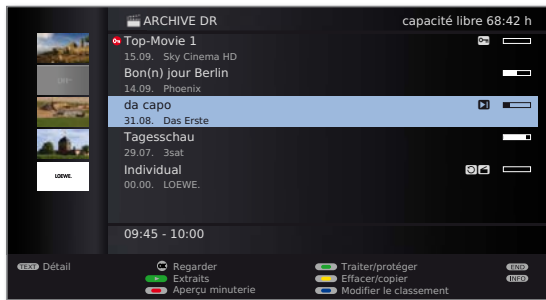 ARCHIVE DR
capacité libre 68:42 h
Top-Movie 1
15.09. Sky Cinema HD
Bon(n) jour Berlin
14.09. Phoenix
da capo
31.08. Das Erste
Tagesschau
29.07. 3sat
Individual
00.00. LOEWE.
LOEWE.
09:45 - 10:00
TEXT Détail
OK Regarder
Extraits
Aperçu minuterie
Traiter/protéger
Effacer/copier
Modifier le classement
END
INFO